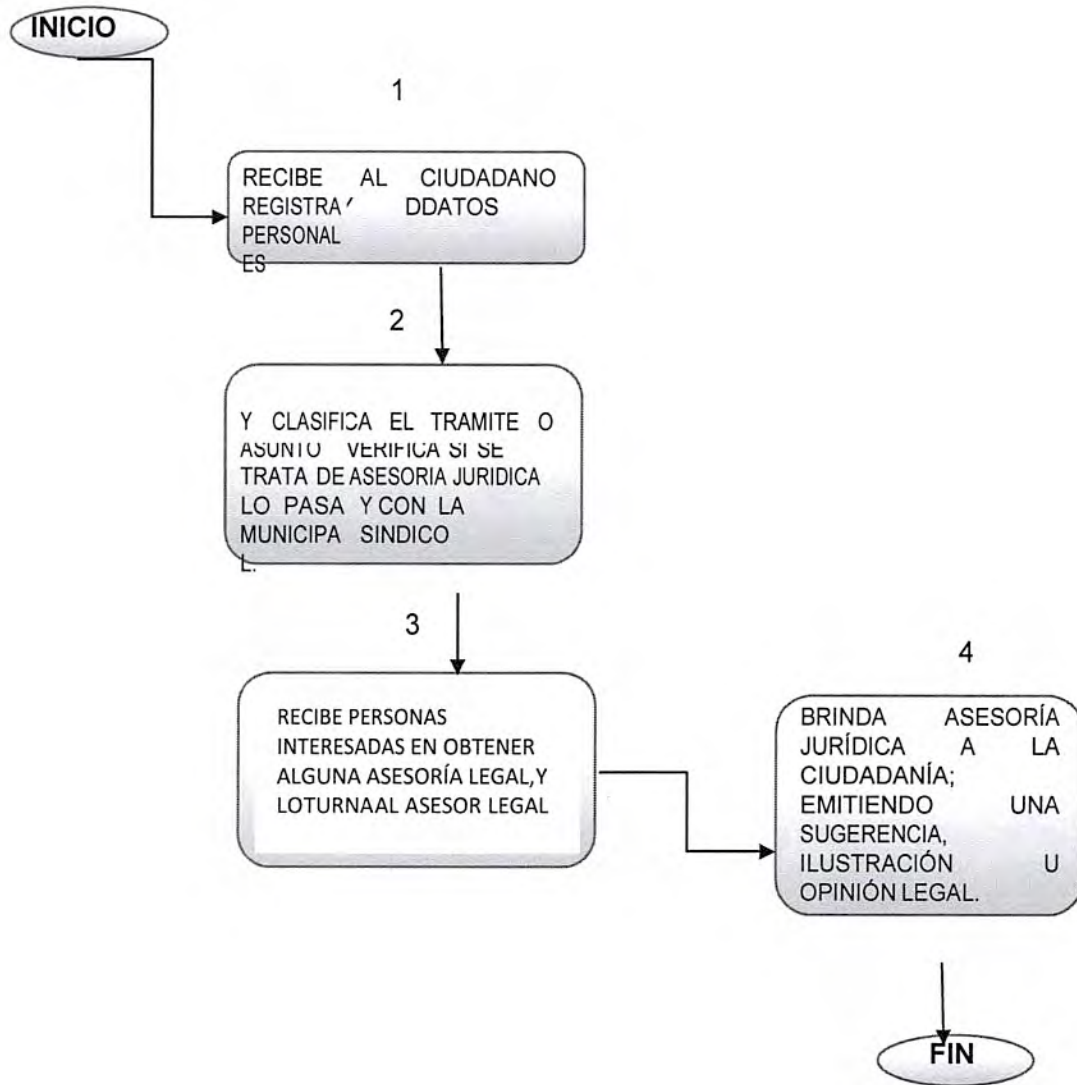 INICIO
1
RECIBE AL CIUDADANO
REGISTRA DDATOS
PERSONAL
ES
2
Y CLASIFICA EL TRAMITE O
ASUNTO VERIFICA SI SE
TRATA DE ASESORIA JURIDICA
LO PASA Y CON LA
MUNICIPA SINDICO
L.
3
RECIBE PERSONAS
INTERESADAS EN OBTENER
ALGUNA ASESORÍA LEGAL,Y
LOTURNAAL ASESOR LEGAL
4
BRINDA ASESORÍA
JURÍDICA A LA
CIUDADANÍA;
EMITIENDO UNA
SUGERENCIA,
ILUSTRACIÓN U
OPINIÓN LEGAL.
FIN